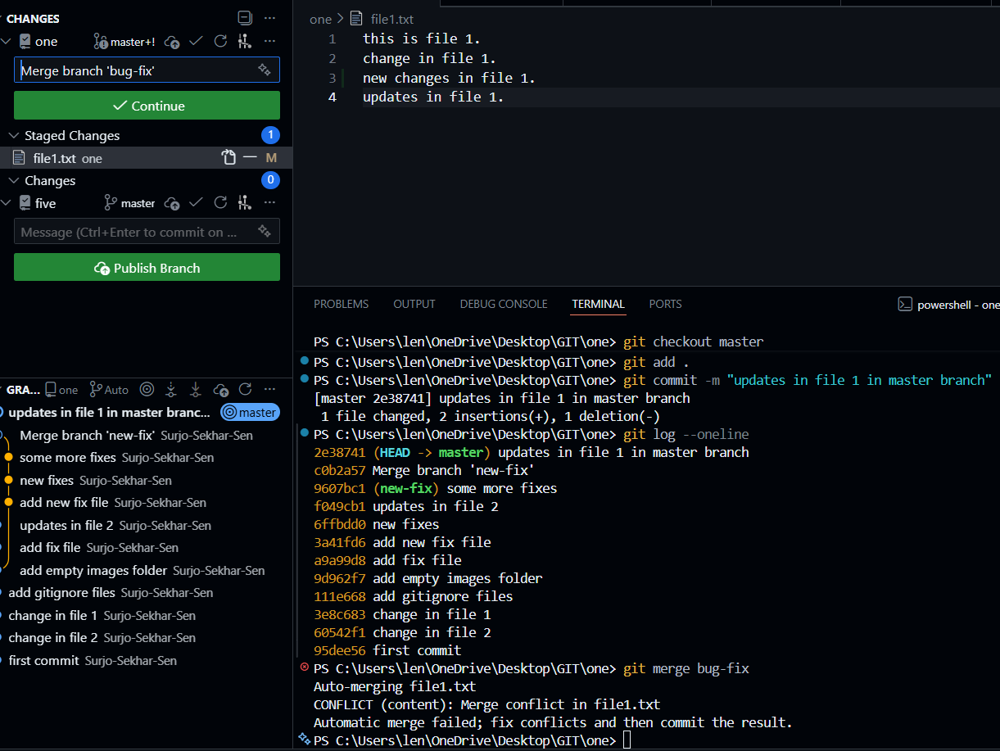 CHANGES
one master+!
Merge branch 'bug-fix'
Continue
Staged Changes 1
file1.txt one M
Changes 0
five master
Message (Ctrl+Enter to commit on ...
Publish Branch
GRA... one Auto
updates in file 1 in master branc... master
Merge branch 'new-fix' Surjo-Sekhar-Sen
some more fixes Surjo-Sekhar-Sen
new fixes Surjo-Sekhar-Sen
add new fix file Surjo-Sekhar-Sen
updates in file 2 Surjo-Sekhar-Sen
add fix file Surjo-Sekhar-Sen
add empty images folder Surjo-Sekhar-Sen
add gitignore files Surjo-Sekhar-Sen
change in file 1 Surjo-Sekhar-Sen
change in file 2 Surjo-Sekhar-Sen
first commit Surjo-Sekhar-Sen
one > file1.txt
1 this is file 1.
2 change in file 1.
3 new changes in file 1.
4 updates in file 1.
PROBLEMS OUTPUT DEBUG CONSOLE TERMINAL PORTS powershell - one
PS C:\Users\len\OneDrive\Desktop\GIT\one> git checkout master
PS C:\Users\len\OneDrive\Desktop\GIT\one> git add .
PS C:\Users\len\OneDrive\Desktop\GIT\one> git commit -m "updates in file 1 in master branch"
[master 2e38741] updates in file 1 in master branch
1 file changed, 2 insertions(+), 1 deletion(-)
PS C:\Users\len\OneDrive\Desktop\GIT\one> git log --oneline
2e38741 (HEAD -> master) updates in file 1 in master branch
c0b2a57 Merge branch 'new-fix'
9607bc1 (new-fix) some more fixes
f049cb1 updates in file 2
6ffbdd0 new fixes
3a41fd6 add new fix file
a9a99d8 add fix file
9d962f7 add empty images folder
111e668 add gitignore files
3e8c683 change in file 1
60542f1 change in file 2
95dee56 first commit
PS C:\Users\len\OneDrive\Desktop\GIT\one> git merge bug-fix
Auto-merging file1.txt
CONFLICT (content): Merge conflict in file1.txt
Automatic merge failed; fix conflicts and then commit the result.
PS C:\Users\len\OneDrive\Desktop\GIT\one>